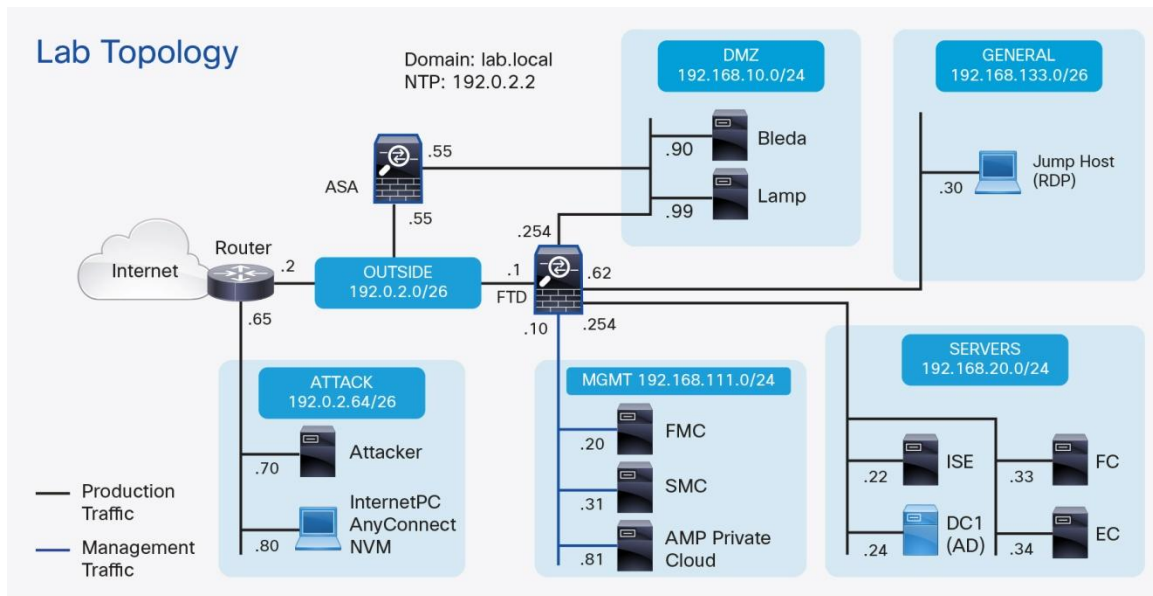 Lab Topology
Domain: lab.local
NTP: 192.0.2.2
DMZ
192.168.10.0/24
GENERAL
192.168.133.0/26
ASA
.55
.55
.90
Bleda
.99
Lamp
.30
Jump Host
(RDP)
Internet
Router
.2
.65
OUTSIDE
192.0.2.0/26
.254
.1
FTD
.62
.10
.254
ATTACK
192.0.2.64/26
.70
Attacker
.80
InternetPC
AnyConnect
NVM
MGMT 192.168.111.0/24
.20
FMC
.31
SMC
.81
AMP Private
Cloud
SERVERS
192.168.20.0/24
.22
ISE
.33
FC
.24
DC1
(AD)
.34
EC
Production
Traffic
Management
Traffic